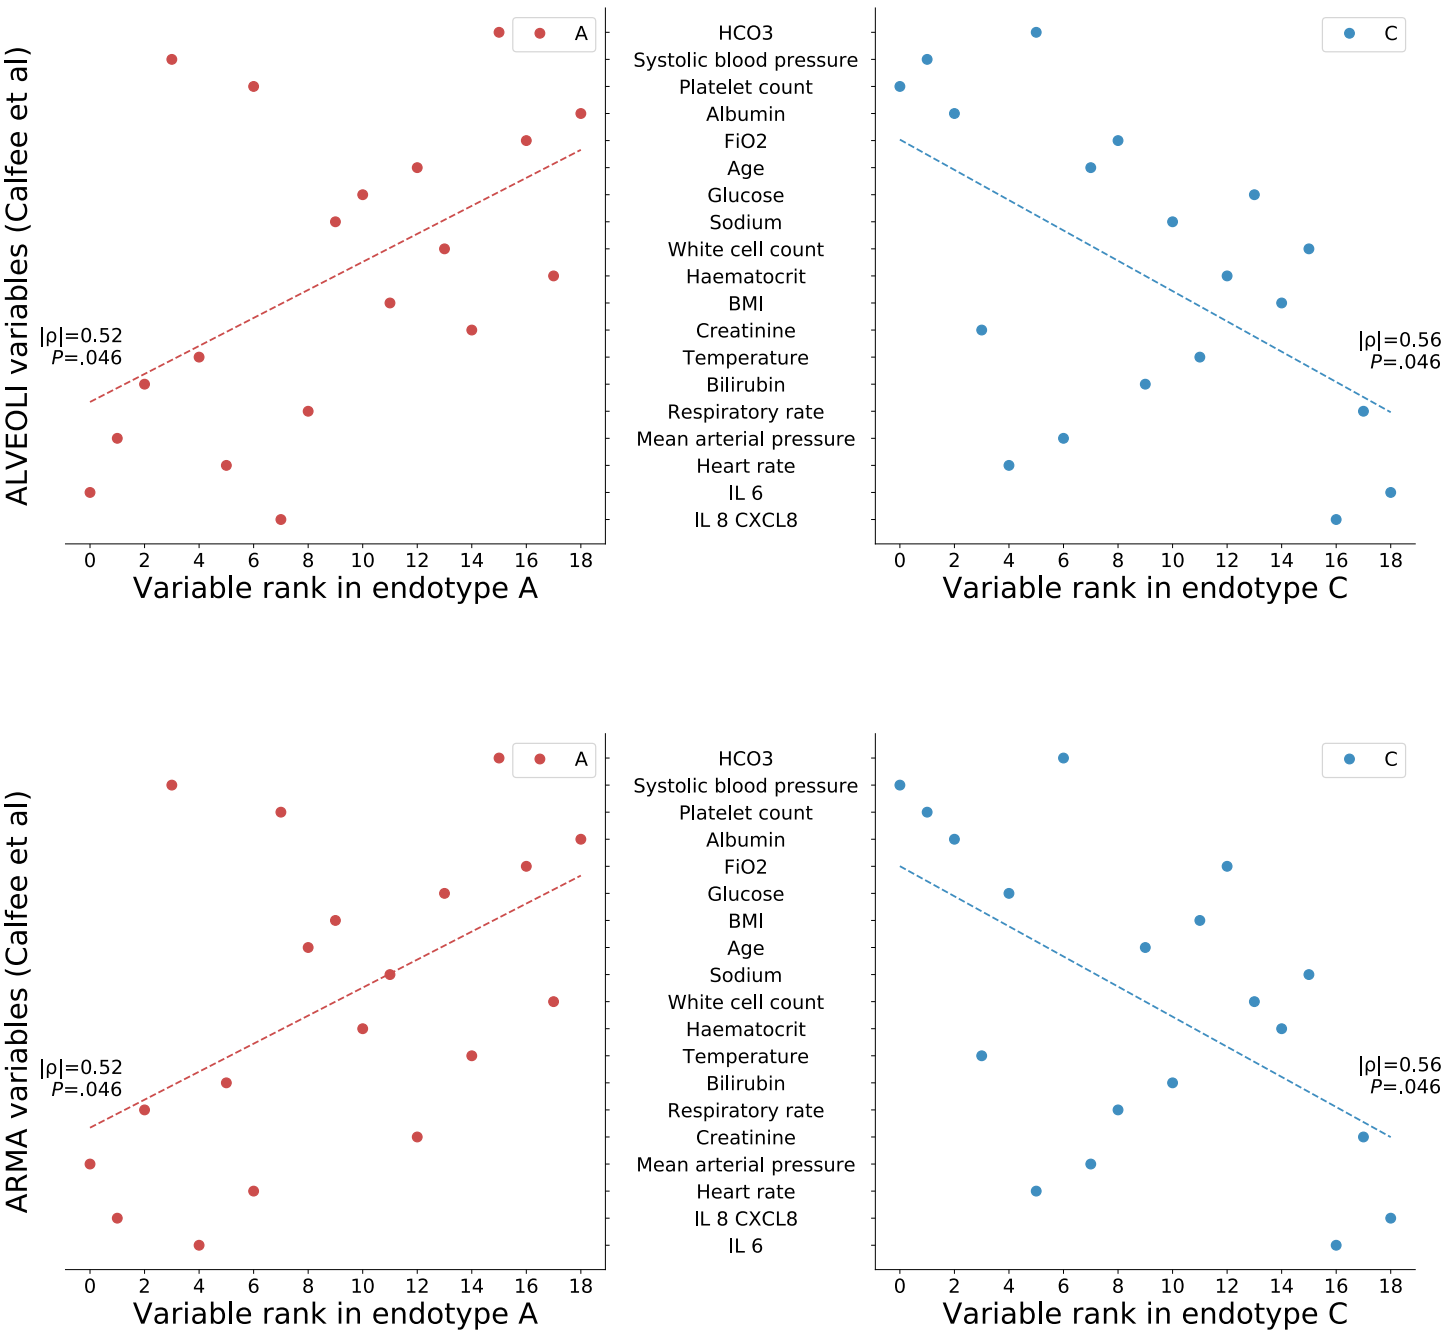 ALVEOLI variables (Calfee et al)
A
|ρ|=0.52
P=.046
0 2 4 6 8 10 12 14 16 18
Variable rank in endotype A
HCO3
Systolic blood pressure
Platelet count
Albumin
FiO2
Age
Glucose
Sodium
White cell count
Haematocrit
BMI
Creatinine
Temperature
Bilirubin
Respiratory rate
Mean arterial pressure
Heart rate
IL 6
IL 8 CXCL8
C
|ρ|=0.56
P=.046
0 2 4 6 8 10 12 14 16 18
Variable rank in endotype C
ARMA variables (Calfee et al)
A
|ρ|=0.52
P=.046
0 2 4 6 8 10 12 14 16 18
Variable rank in endotype A
HCO3
Systolic blood pressure
Platelet count
Albumin
FiO2
Glucose
BMI
Age
Sodium
White cell count
Haematocrit
Temperature
Bilirubin
Respiratory rate
Creatinine
Mean arterial pressure
Heart rate
IL 8 CXCL8
IL 6
C
|ρ|=0.56
P=.046
0 2 4 6 8 10 12 14 16 18
Variable rank in endotype C